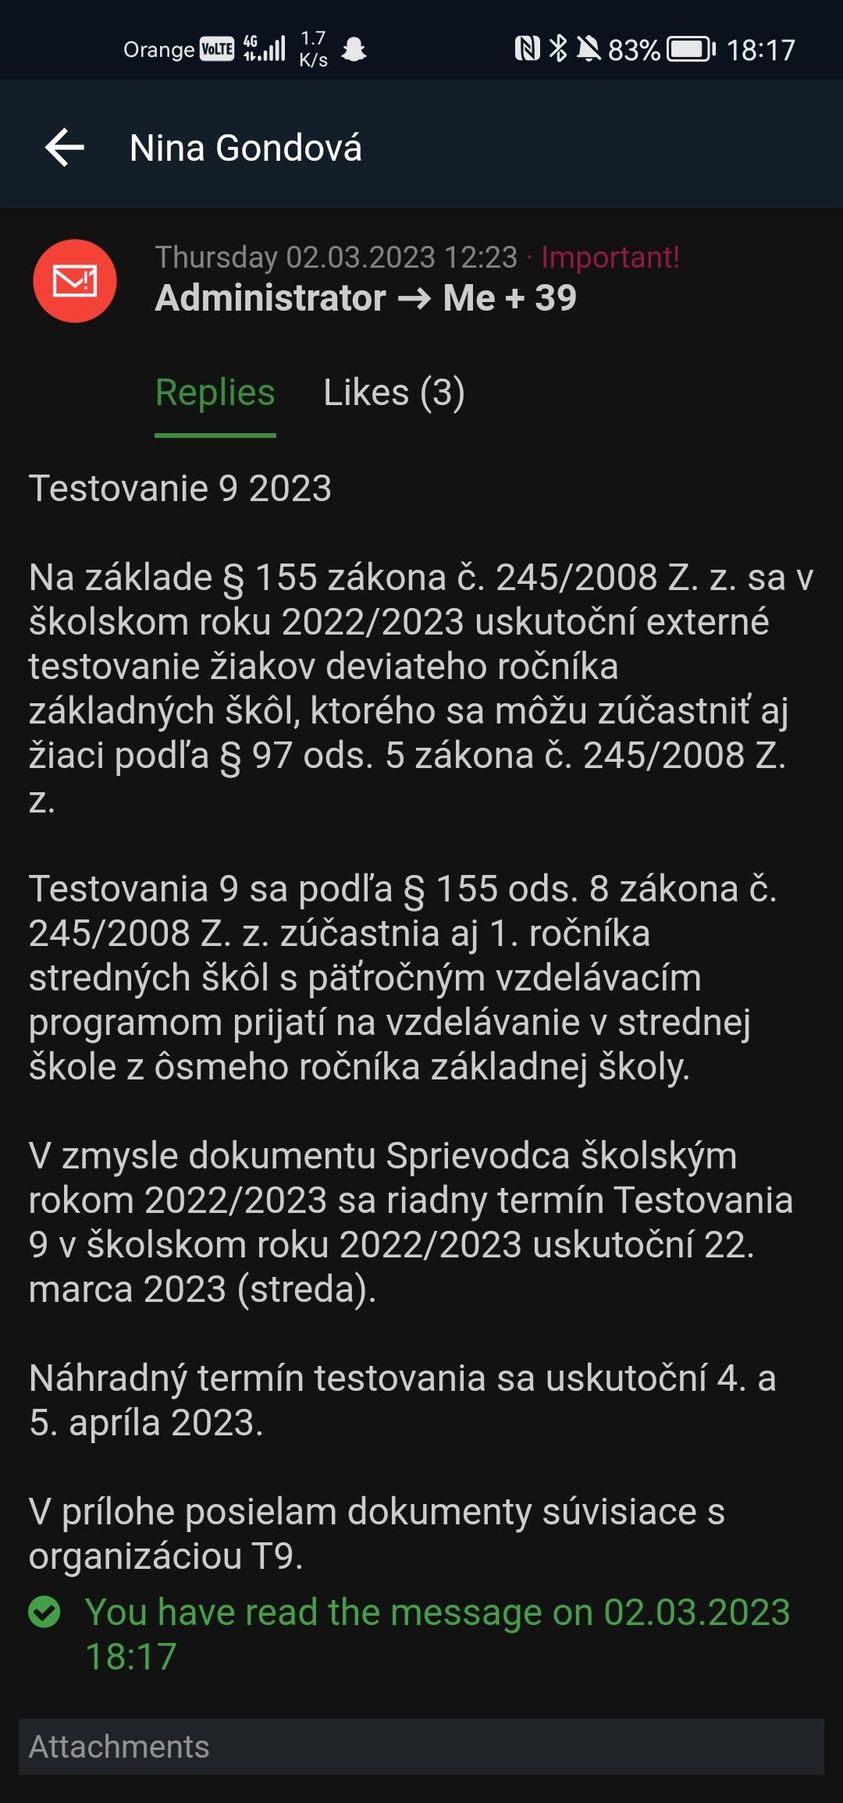 Orange VoLTE 4G 1.7 K/s 83% 18:17
Nina Gondová
Thursday 02.03.2023 12:23 · Important!
Administrator → Me + 39
Replies Likes (3)
Testovanie 9 2023
Na základe § 155 zákona č. 245/2008 Z. z. sa v
školskom roku 2022/2023 uskutoční externé
testovanie žiakov deviateho ročníka
základných škôl, ktorého sa môžu zúčastniť aj
žiaci podľa § 97 ods. 5 zákona č. 245/2008 Z.
z.
Testovania 9 sa podľa § 155 ods. 8 zákona č.
245/2008 Z. z. zúčastnia aj 1. ročníka
stredných škôl s päťročným vzdelávacím
programom prijatí na vzdelávanie v strednej
škole z ôsmeho ročníka základnej školy.
V zmysle dokumentu Sprievodca školským
rokom 2022/2023 sa riadny termín Testovania
9 v školskom roku 2022/2023 uskutoční 22.
marca 2023 (streda).
Náhradný termín testovania sa uskutoční 4. a
5. apríla 2023.
V prílohe posielam dokumenty súvisiace s
organizáciou T9.
You have read the message on 02.03.2023
18:17
Attachments